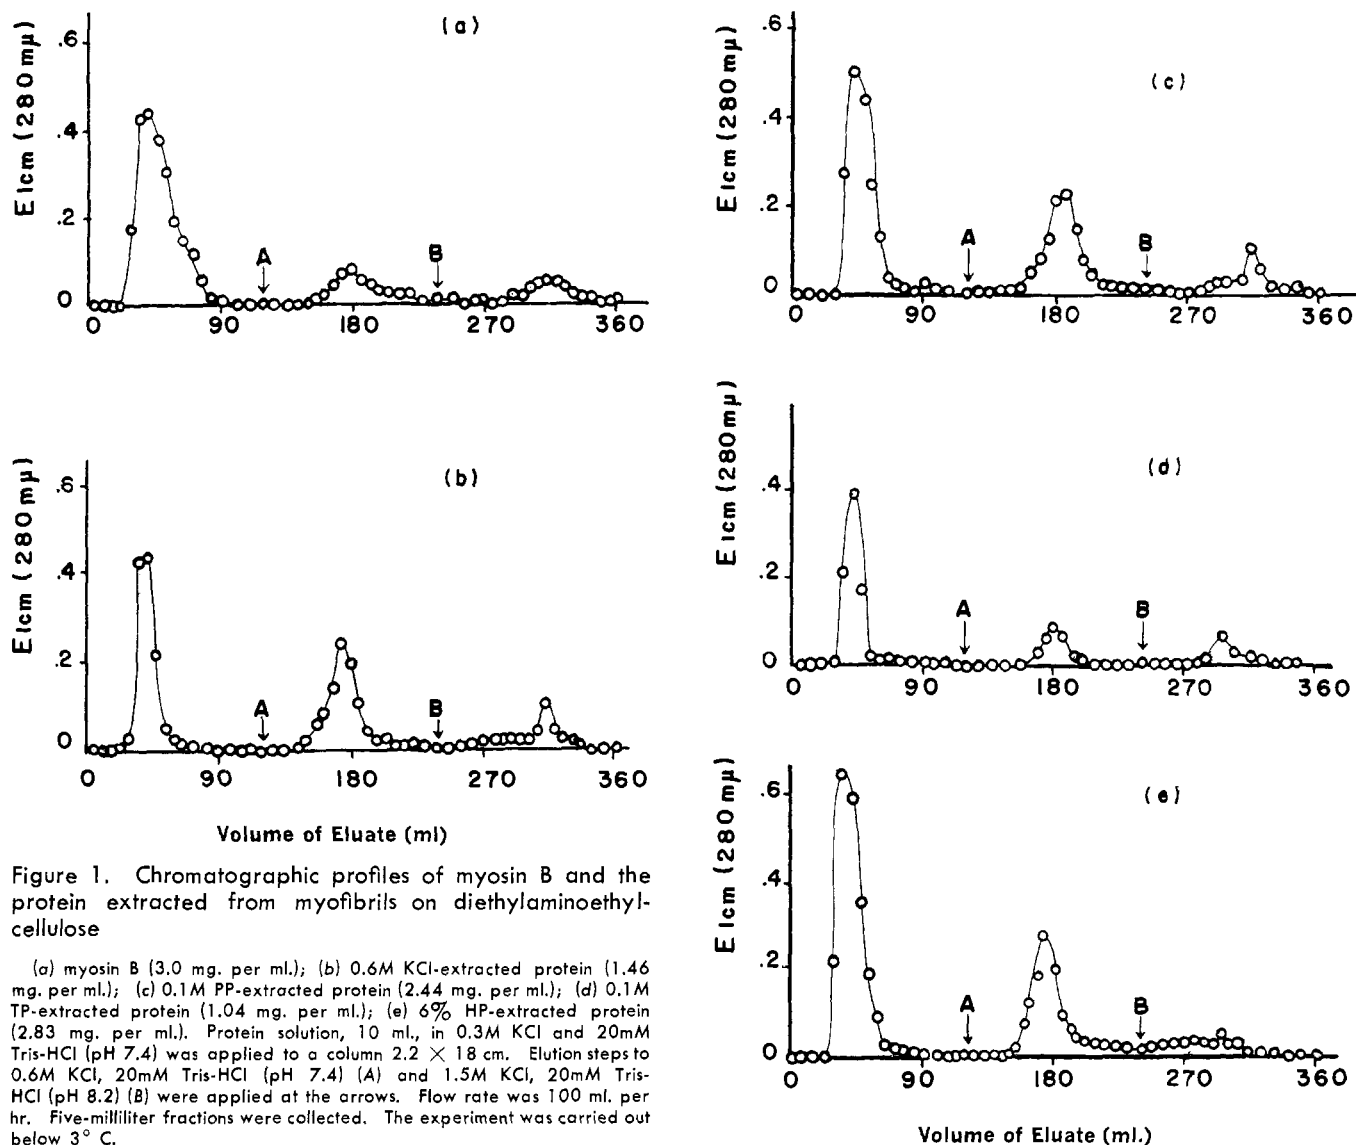 (a)
.6
.4
.2
0
E 1cm (280 mμ)
A
B
0 90 180 270 360
(b)
.6
.4
.2
0
E 1cm (280 mμ)
A
B
0 90 180 270 360
Volume of Eluate (ml)
Figure 1. Chromatographic profiles of myosin B and the
protein extracted from myofibrils on diethylaminoethyl-
cellulose
(a) myosin B (3.0 mg. per ml.); (b) 0.6M KCl-extracted protein (1.46
mg. per ml.); (c) 0.1M PP-extracted protein (2.44 mg. per ml.); (d) 0.1M
TP-extracted protein (1.04 mg. per ml.); (e) 6% HP-extracted protein
(2.83 mg. per ml.). Protein solution, 10 ml., in 0.3M KCl and 20mM
Tris-HCl (pH 7.4) was applied to a column 2.2 × 18 cm. Elution steps to
0.6M KCl, 20mM Tris-HCl (pH 7.4) (A) and 1.5M KCl, 20mM Tris-
HCl (pH 8.2) (B) were applied at the arrows. Flow rate was 100 ml. per
hr. Five-milliliter fractions were collected. The experiment was carried out
below 3° C.
(c)
.6
.4
.2
0
E 1cm (280 mμ)
A
B
0 90 180 270 360
(d)
.4
.2
0
E 1cm (280 mμ)
A
B
0 90 180 270 360
(e)
.6
.4
.2
0
E 1cm (280 mμ)
A
B
0 90 180 270 360
Volume of Eluate (ml.)